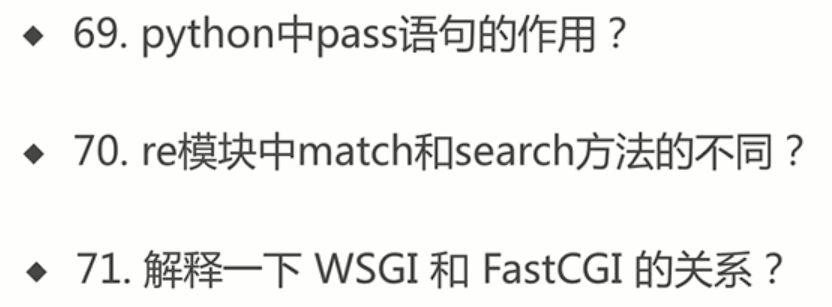 ◆ 69. python中pass语句的作用？
◆ 70. re模块中match和search方法的不同？
◆ 71. 解释一下 WSGI 和 FastCGI 的关系？